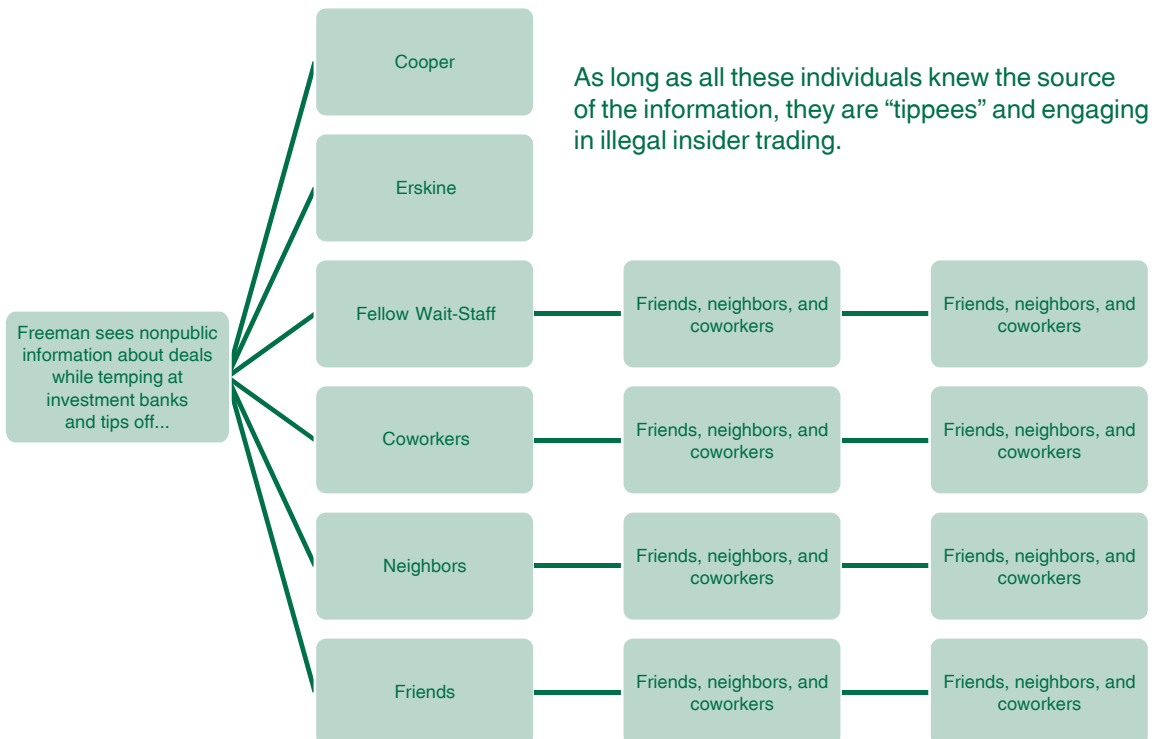 Cooper
As long as all these individuals knew the source
of the information, they are “tippees” and engaging
in illegal insider trading.
Erskine
Freeman sees nonpublic
information about deals
while temping at
investment banks
and tips off...
Fellow Wait-Staff
Friends, neighbors, and
coworkers
Friends, neighbors, and
coworkers
Coworkers
Friends, neighbors, and
coworkers
Friends, neighbors, and
coworkers
Neighbors
Friends, neighbors, and
coworkers
Friends, neighbors, and
coworkers
Friends
Friends, neighbors, and
coworkers
Friends, neighbors, and
coworkers